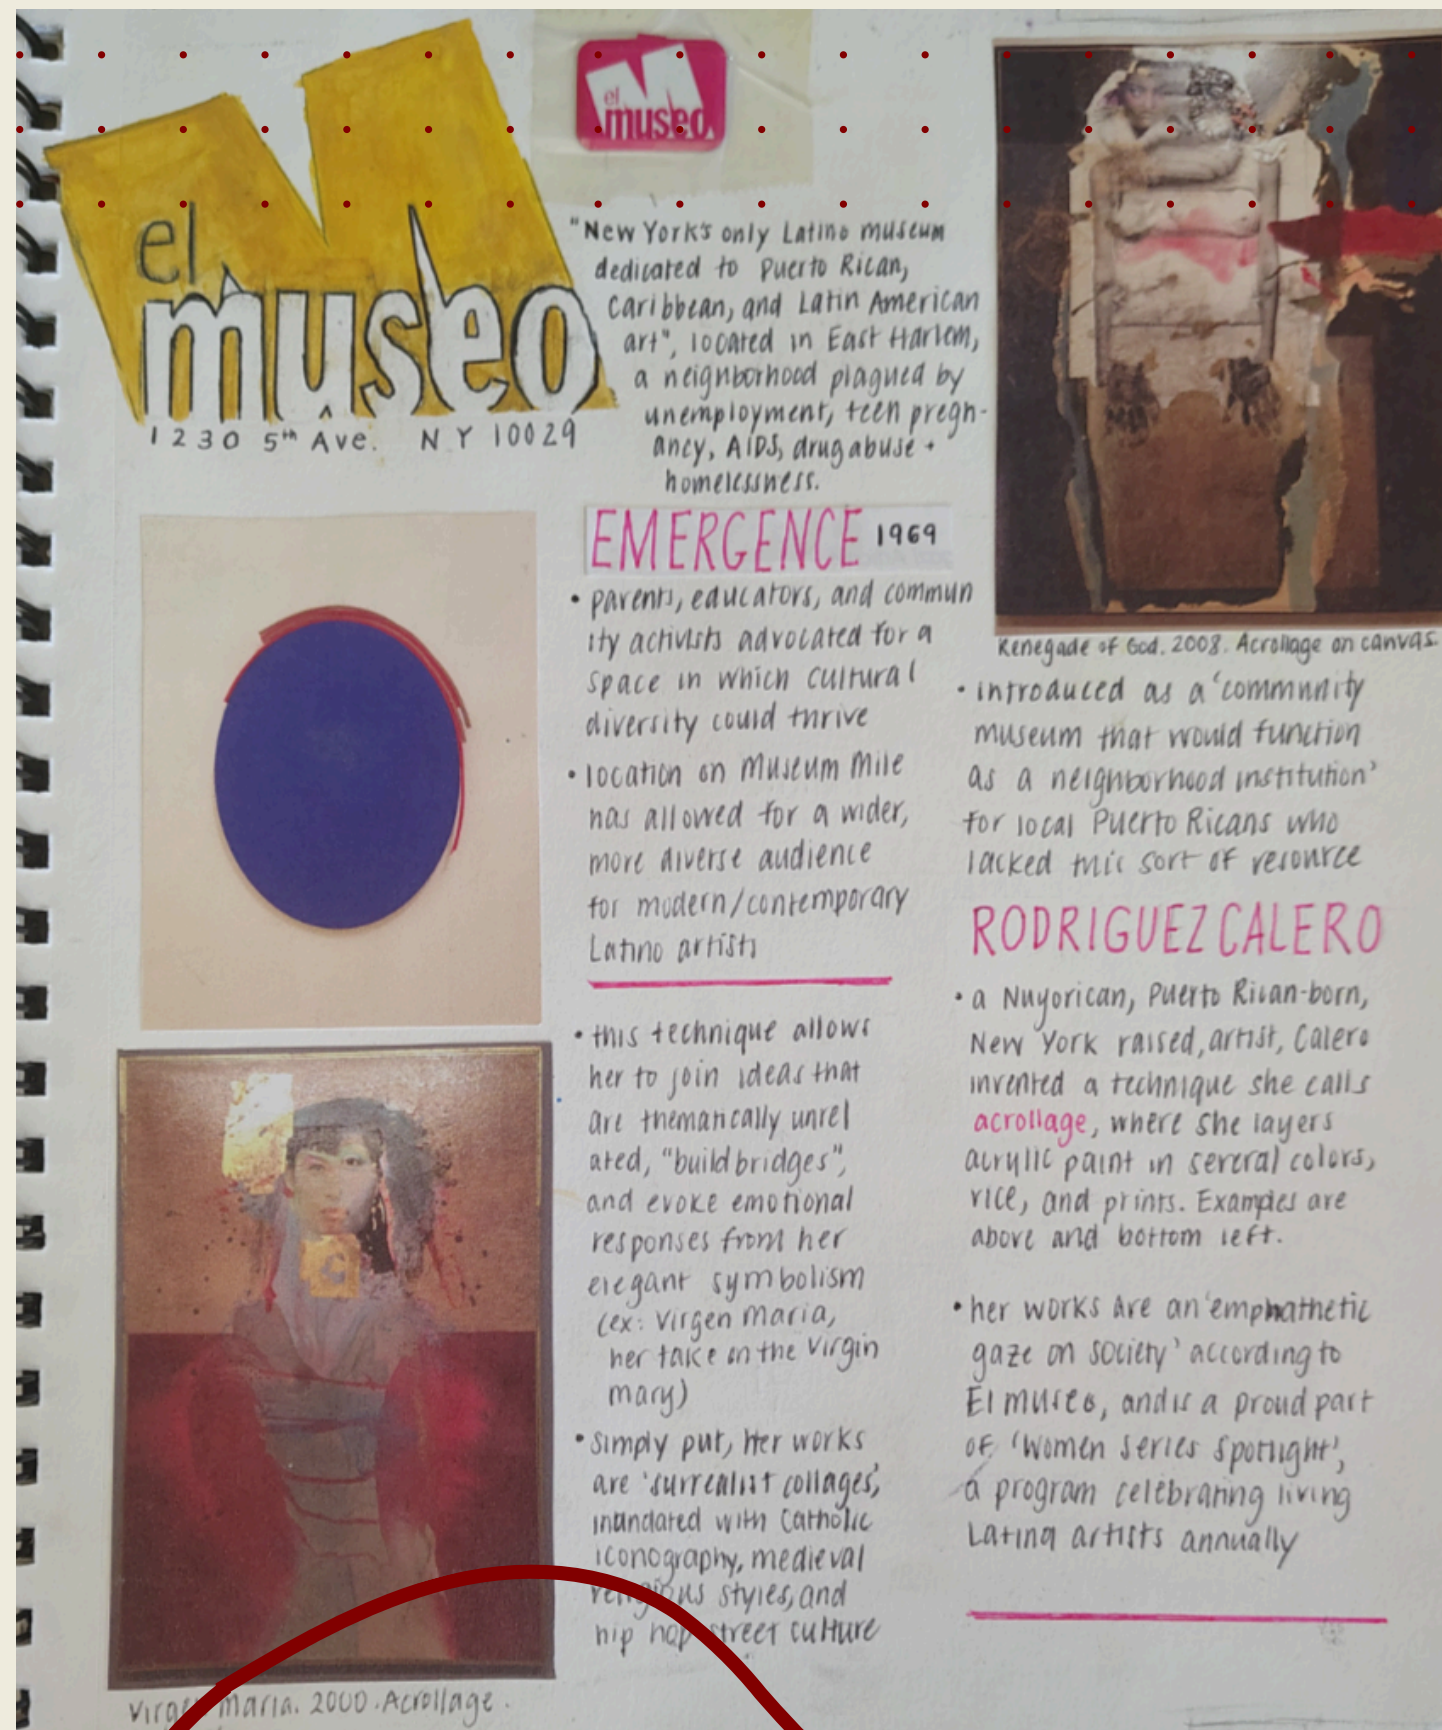 el
museo
1230 5th Ave. NY 10029
el
museo
"New York's only Latino museum
dedicated to Puerto Rican,
Caribbean, and Latin American
art", located in East Harlem,
a neighborhood plagued by
unemployment, teen pregn-
ancy, AIDS, drug abuse +
homelessness.
EMERGENCE 1969
• parents, educators, and commun
ity activists advocated for a
space in which cultural
diversity could thrive
• location on Museum Mile
has allowed for a wider,
more diverse audience
for modern/contemporary
Latino artists
Renegade of God. 2008. Acrollage on canvas.
• introduced as a 'community
museum that would function
as a neighborhood institution'
for local Puerto Ricans who
lacked this sort of resource
RODRIGUEZ CALERO
• a Nuyorican, Puerto Rican-born,
New York raised, artist, Calero
invented a technique she calls
acrollage, where she layers
acrylic paint in several colors,
rice, and prints. Examples are
above and bottom left.
• her works are an 'emphathetic
gaze on society' according to
El museo, and is a proud part
of 'Women Series Spotlight',
a program celebrating living
Latina artists annually
• this technique allows
her to join ideas that
are thematically unrel
ated, "build bridges",
and evoke emotional
responses from her
elegant symbolism
(ex: Virgen Maria,
her take on the Virgin
mary)
• simply put, her works
are 'surrealist collages',
inundated with Catholic
iconography, medieval
religious styles, and
hip hop street culture
Virgen Maria. 2000. Acrollage.